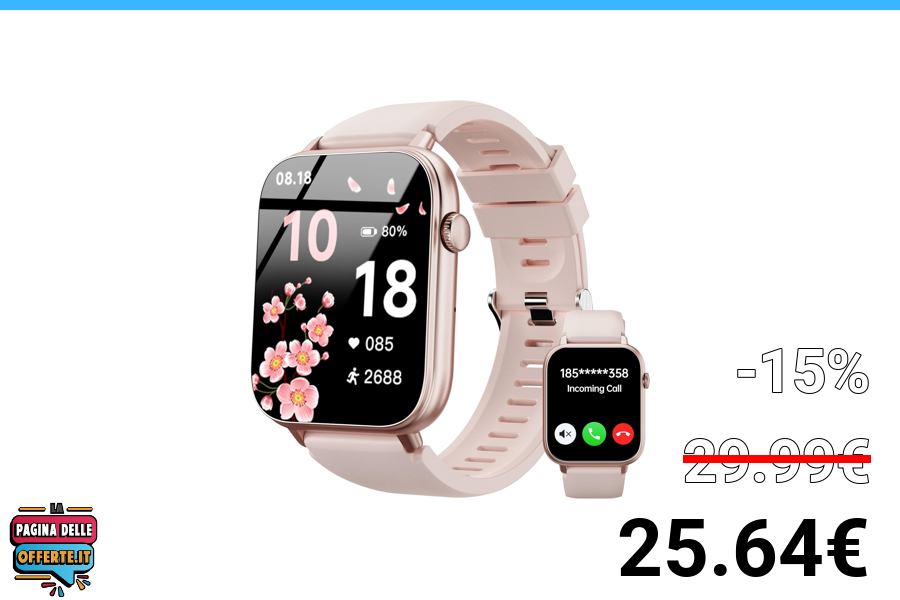 08.18
10
80%
18
085
2688
185*****358
Incoming Call
-15%
29.99€
25.64€
LA
PAGINA DELLE
OFFERTE.IT